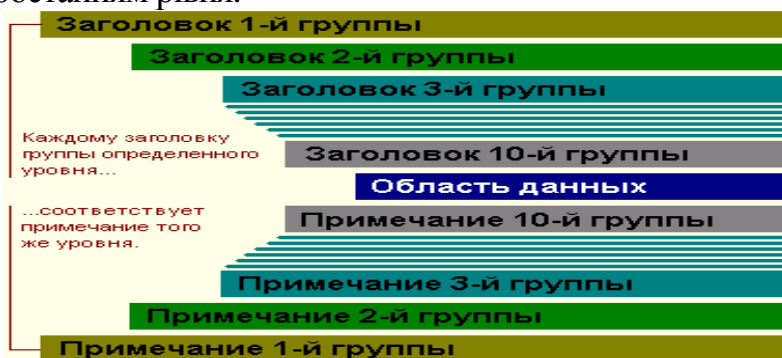 Заголовок 1-й группы
Заголовок 2-й группы
Заголовок 3-й группы
Каждому заголовку
группы определенного
уровня...
Заголовок 10-й группы
Область данных
...соответствует
примечание того
же уровня.
Примечание 10-й группы
Примечание 3-й группы
Примечание 2-й группы
Примечание 1-й группы